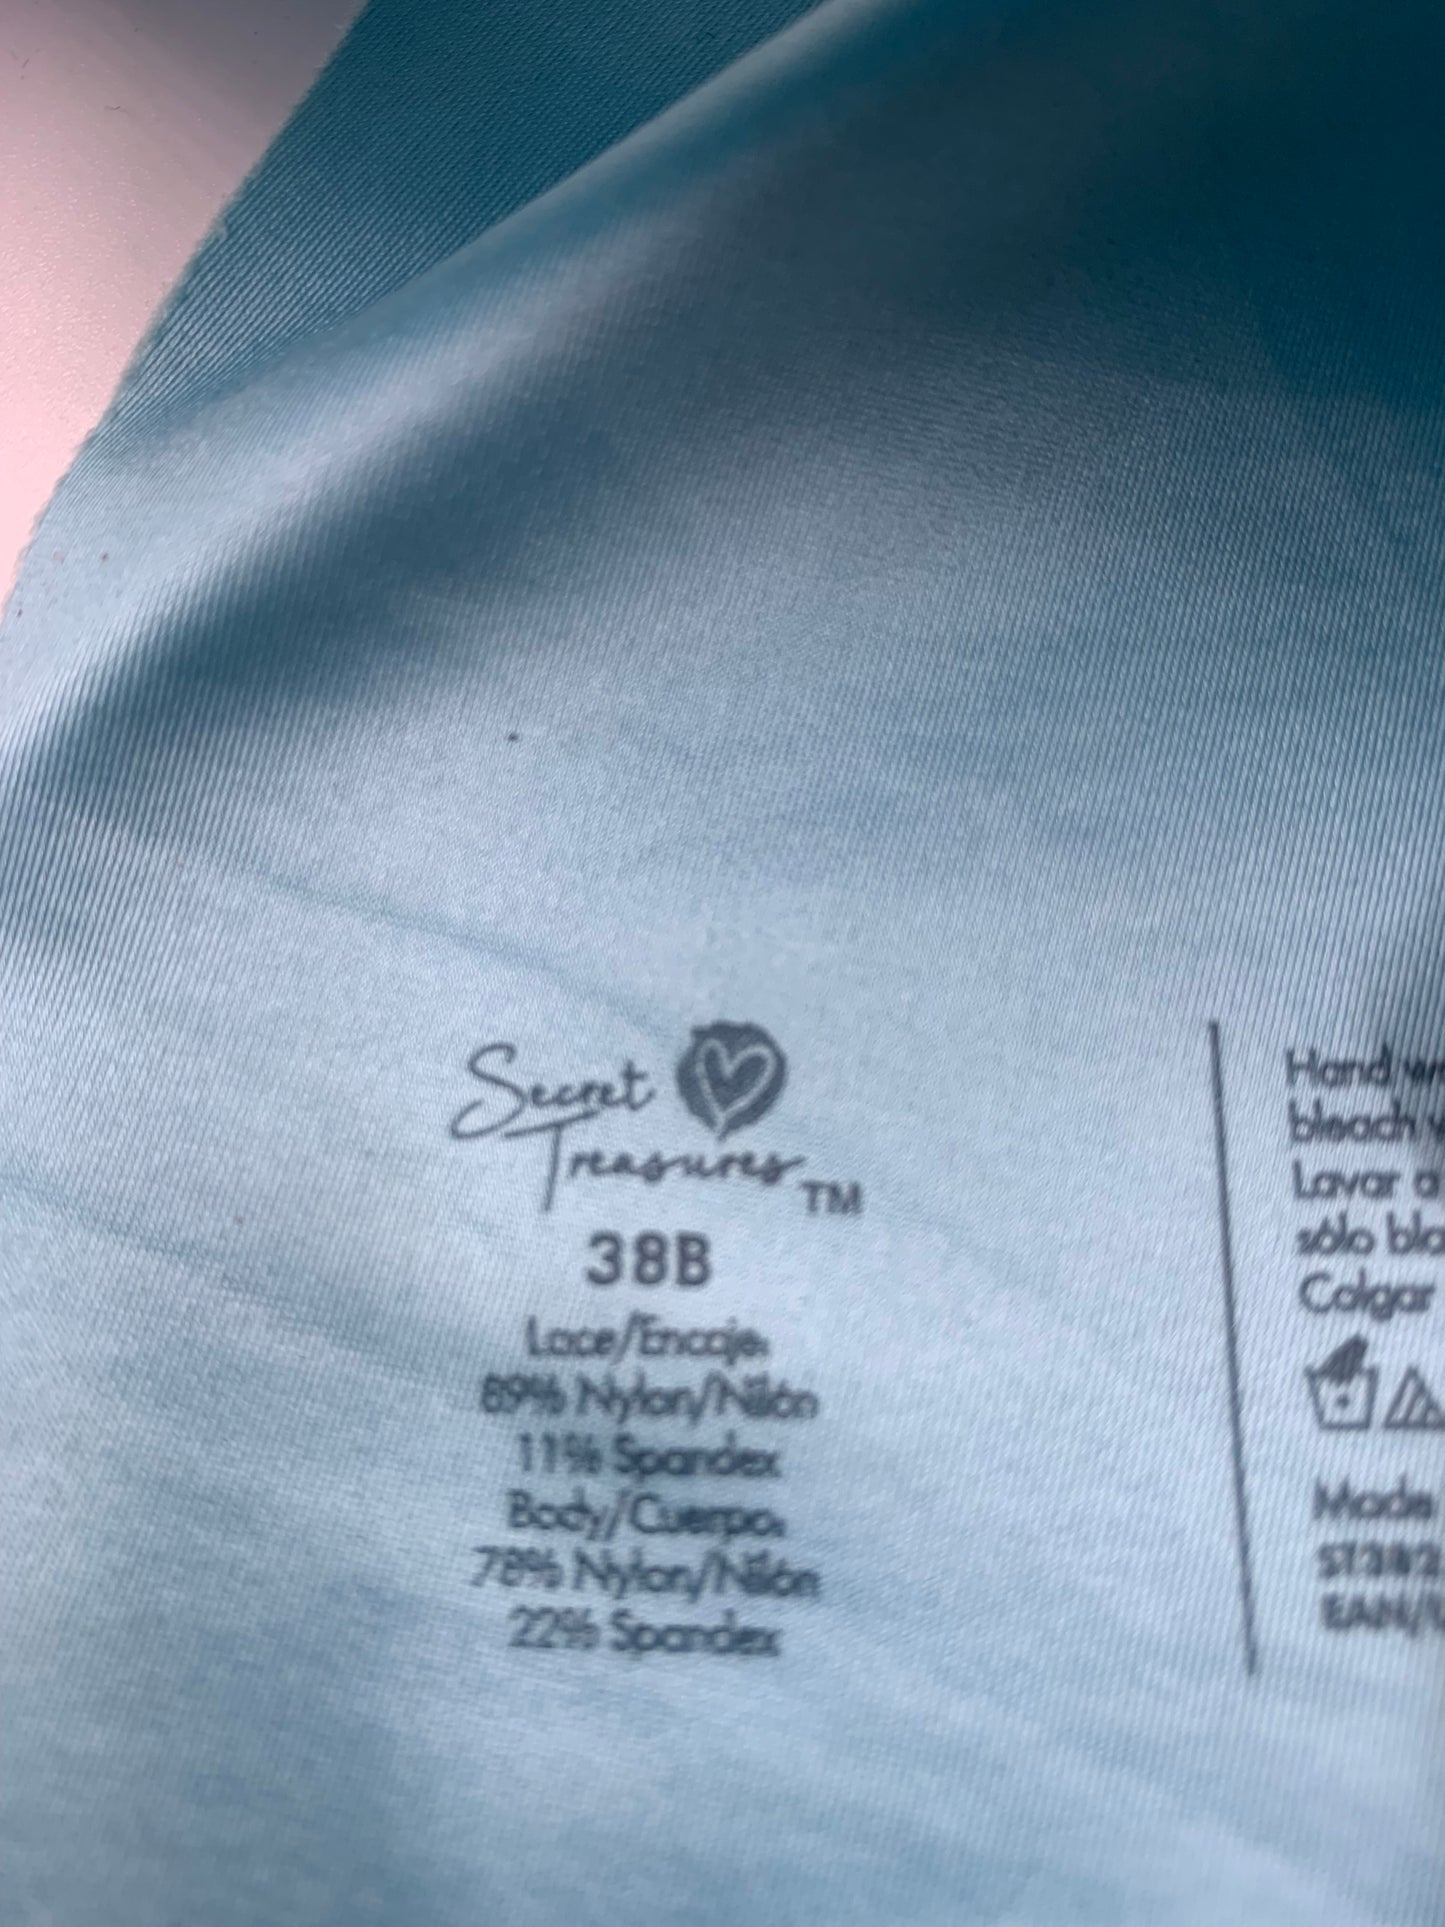 Secret
Treasures TM
38B
Lace/Encaje:
89% Nylon/Nilón
11% Spandex
Body/Cuerpo:
78% Nylon/Nilón
22% Spandex
Hand
bleach
Lavar a
sólo
Colgar
Made